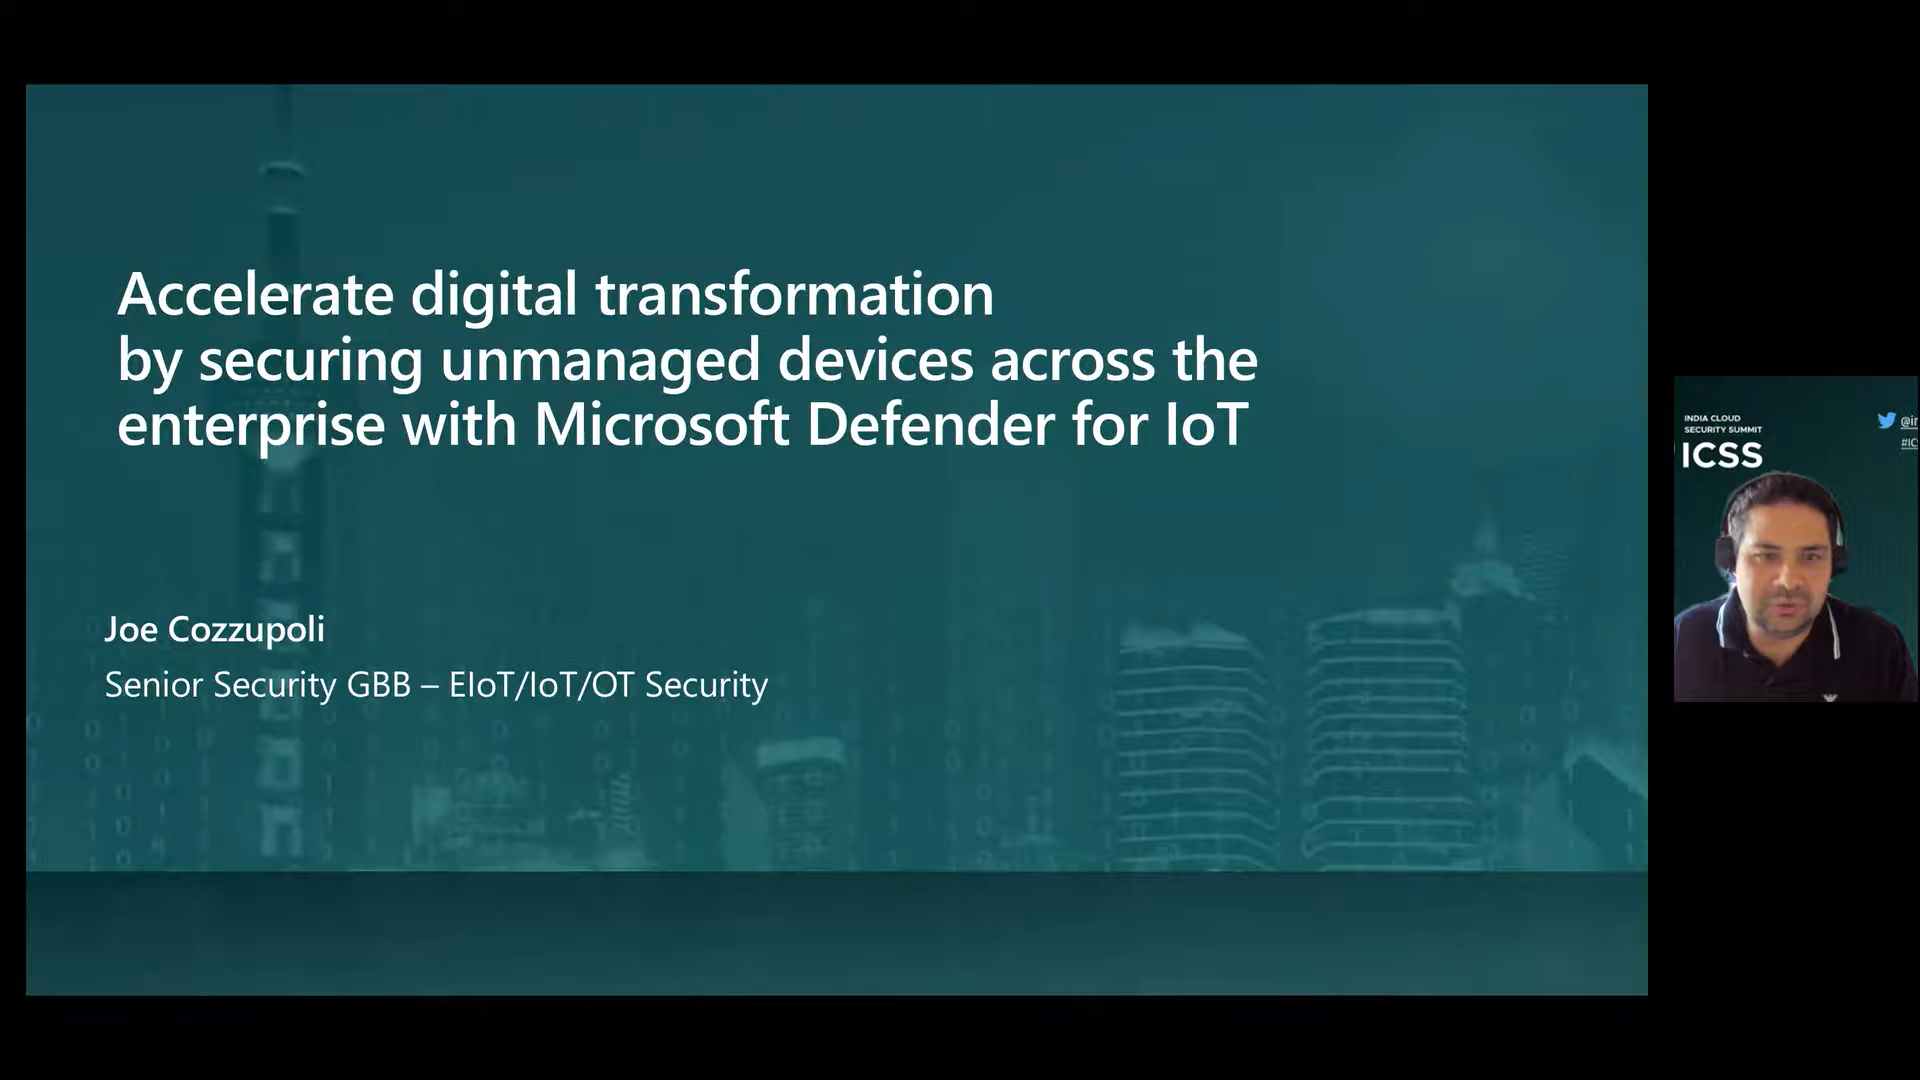 Accelerate digital transformation
by securing unmanaged devices across the
enterprise with Microsoft Defender for IoT
Joe Cozzupoli
Senior Security GBB – EIoT/IoT/OT Security
INDIA CLOUD
SECURITY SUMMIT
ICSS